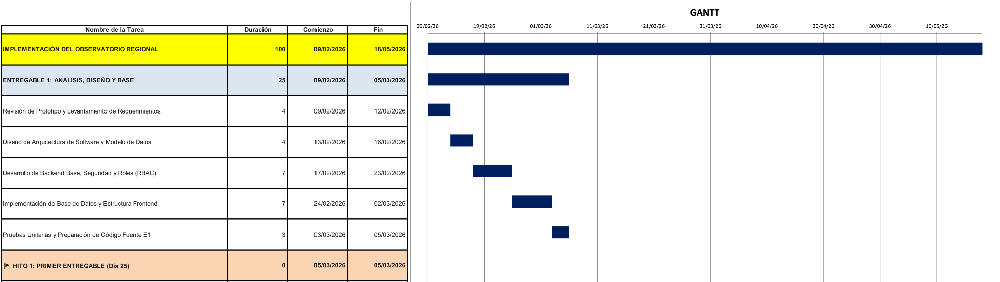 GANTT
09/02/26 19/02/26 01/03/26 11/03/26 21/03/26 31/03/26 10/04/26 20/04/26 30/04/26 10/05/26
Nombre de la Tarea Duración Comienzo Fin
IMPLEMENTACIÓN DEL OBSERVATORIO REGIONAL 100 09/02/2026 18/05/2026
ENTREGABLE 1: ANÁLISIS, DISEÑO Y BASE 25 09/02/2026 05/03/2026
Revisión de Prototipo y Levantamiento de Requerimientos 4 09/02/2026 12/02/2026
Diseño de Arquitectura de Software y Modelo de Datos 4 13/02/2026 16/02/2026
Desarrollo de Backend Base, Seguridad y Roles (RBAC) 7 17/02/2026 23/02/2026
Implementación de Base de Datos y Estructura Frontend 7 24/02/2026 02/03/2026
Pruebas Unitarias y Preparación de Código Fuente E1 3 03/03/2026 05/03/2026
HITO 1: PRIMER ENTREGABLE (Día 25) 0 05/03/2026 05/03/2026